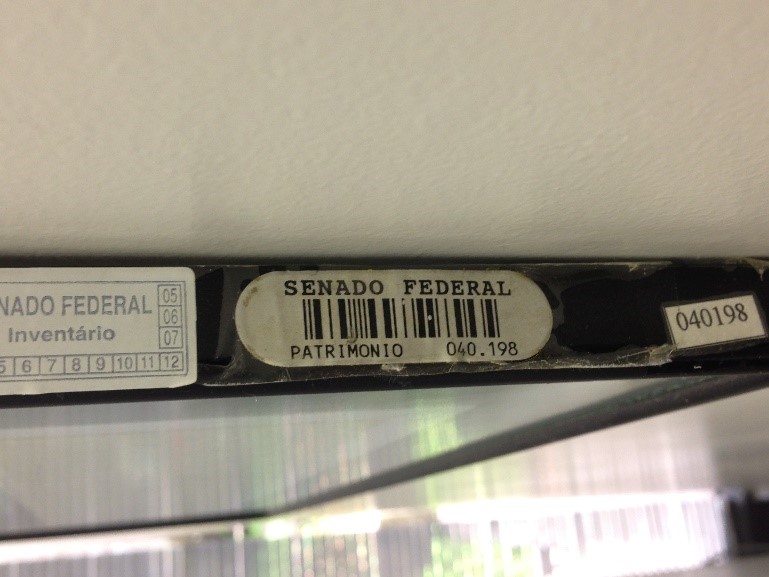 NADO FEDERAL
Inventário
05
06
07
5 6 7 8 9 10 11 12
SENADO FEDERAL
PATRIMONIO 040.198
040198